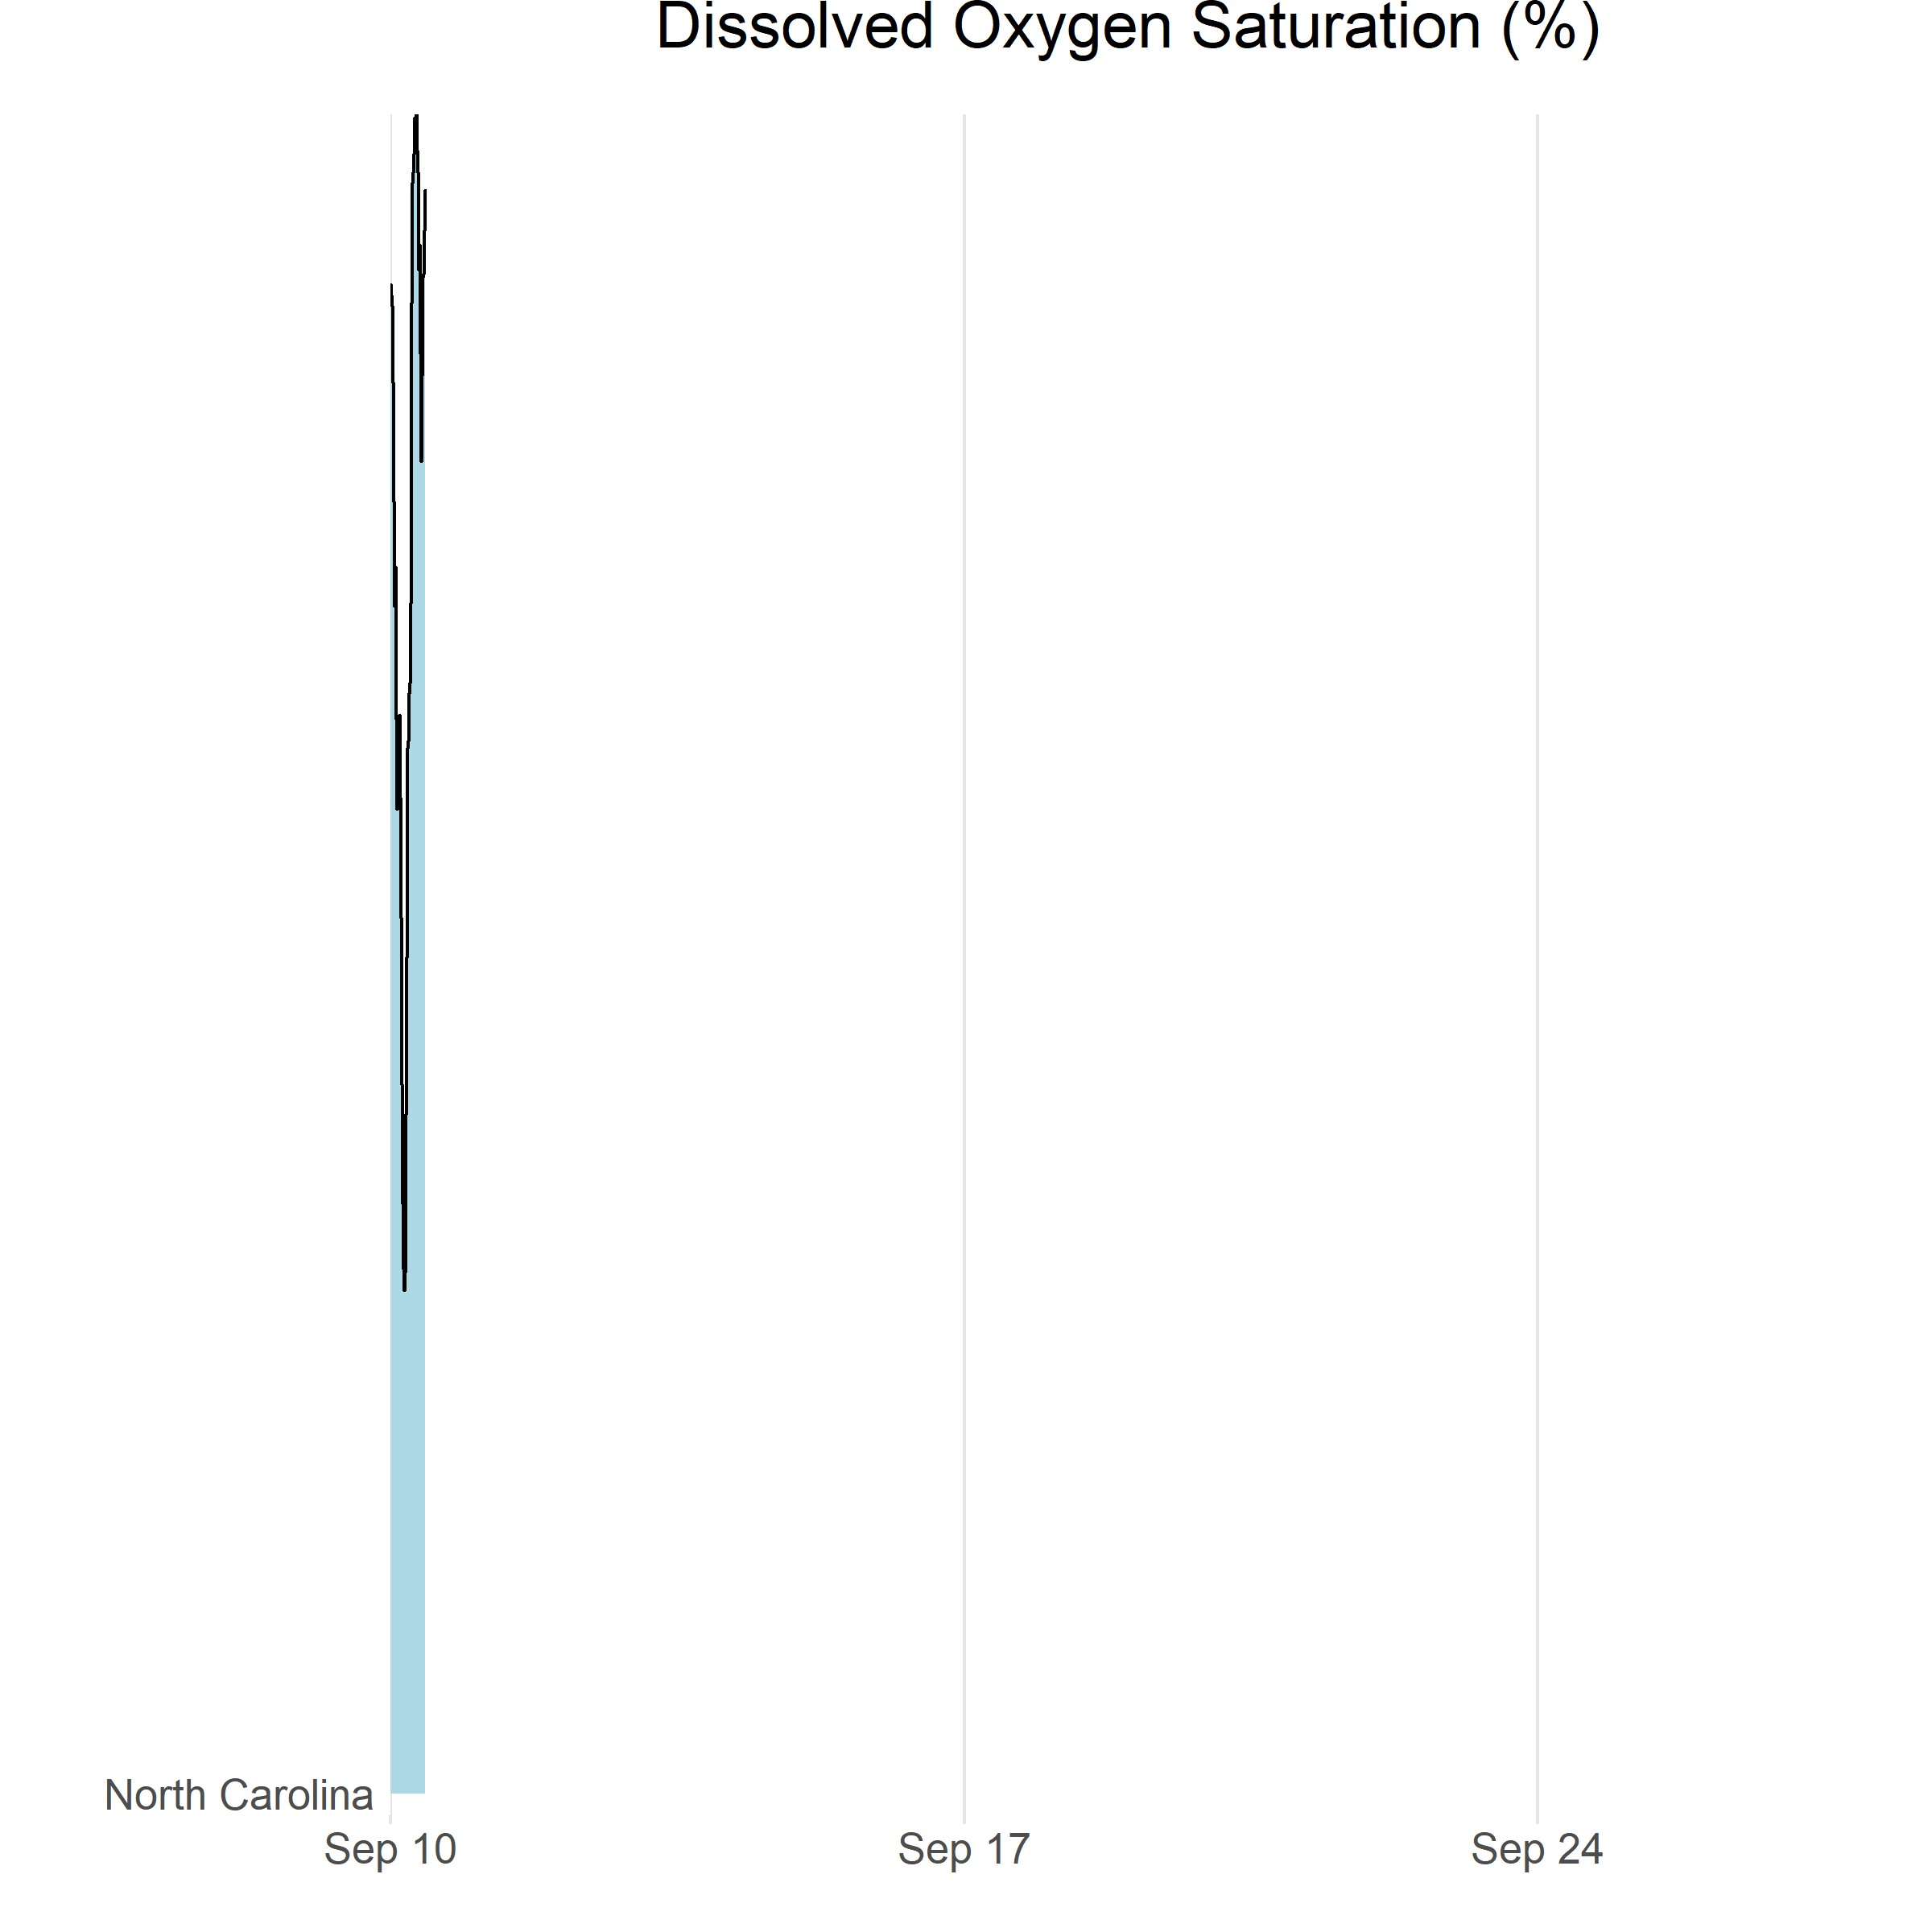 Dissolved Oxygen Saturation (%)
North Carolina
Sep 10
Sep 17
Sep 24